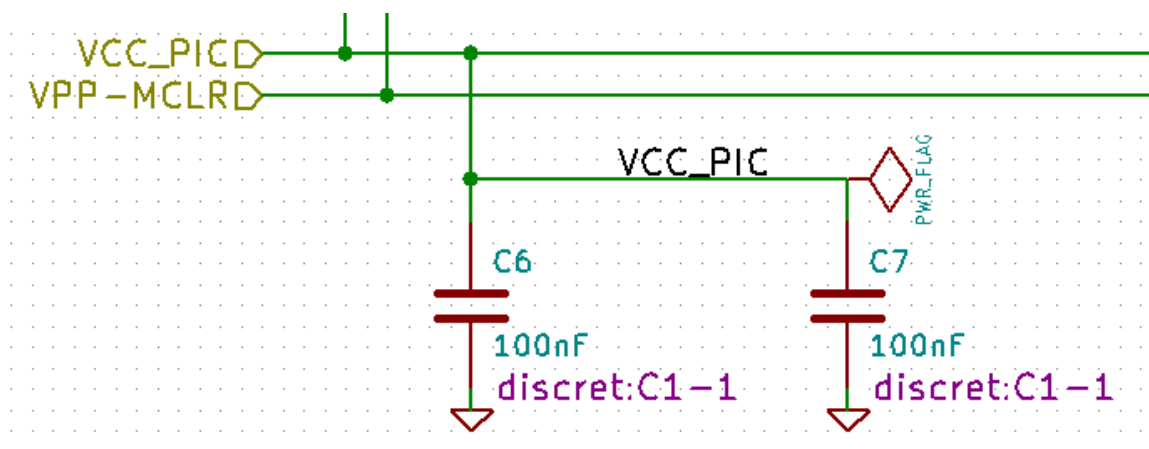 VCC_PIC
VPP-MCLR
VCC_PIC
PWR_FLAG
C6
C7
100nF
100nF
discret:C1-1
discret:C1-1